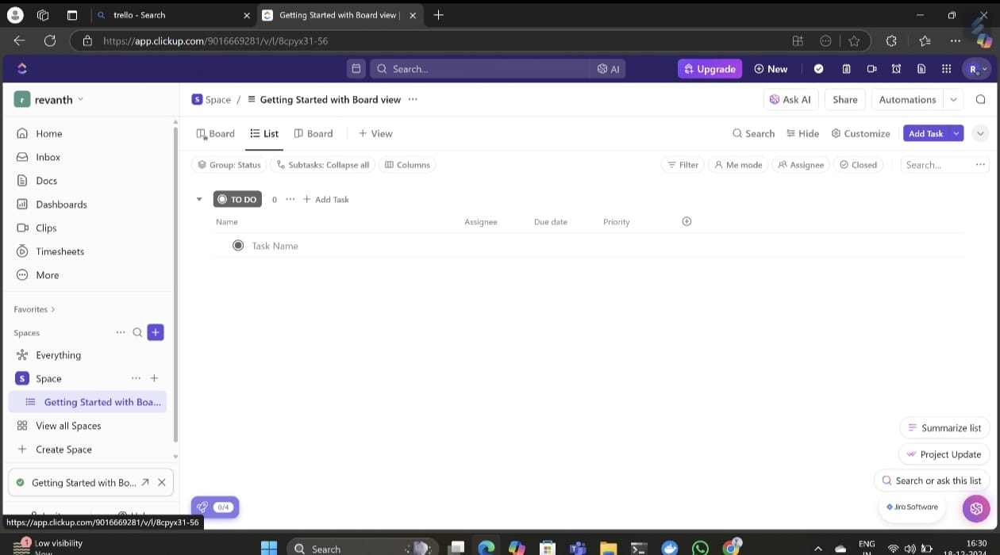 trello - Search
Getting Started with Board view |
https://app.clickup.com/9016669281/v/l/8cpyx31-56
Search...
AI
Upgrade
New
R
r
revanth
S
Space / Getting Started with Board view
Ask AI
Share
Automations
Home
Board
List
Board
+ View
Search
Hide
Customize
Add Task
Inbox
Group: Status
Subtasks: Collapse all
Columns
Filter
Me mode
Assignee
Closed
Search...
Docs
Dashboards
TO DO
0
+ Add Task
Clips
Name
Assignee
Due date
Priority
Timesheets
Task Name
More
Favorites >
Spaces
Everything
S
Space
Getting Started with Boa...
View all Spaces
Create Space
Getting Started with Bo...
0/4
Summarize list
Project Update
Search or ask this list
Jira Software
https://app.clickup.com/9016669281/v/l/8cpyx31-56
1
Low visibility
Now
Search
ENG
IN
16:30
18-12-2024